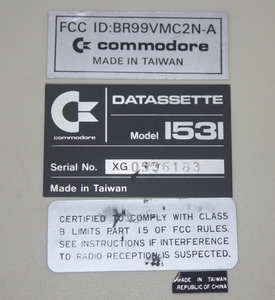 FCC ID:BR99VMC2N-A
commodore
MADE IN TAIWAN
DATASSETTE
commodore
Model 1531
Serial No. XG 0536183
Made in Taiwan
CERTIFIED TO COMPLY WITH CLASS
B LIMITS PART 15 OF FCC RULES.
SEE INSTRUCTIONS IF INTERFERENCE
TO RADIO RECEPTION IS SUSPECTED.
MADE IN TAIWAN
REPUBLIC OF CHINA